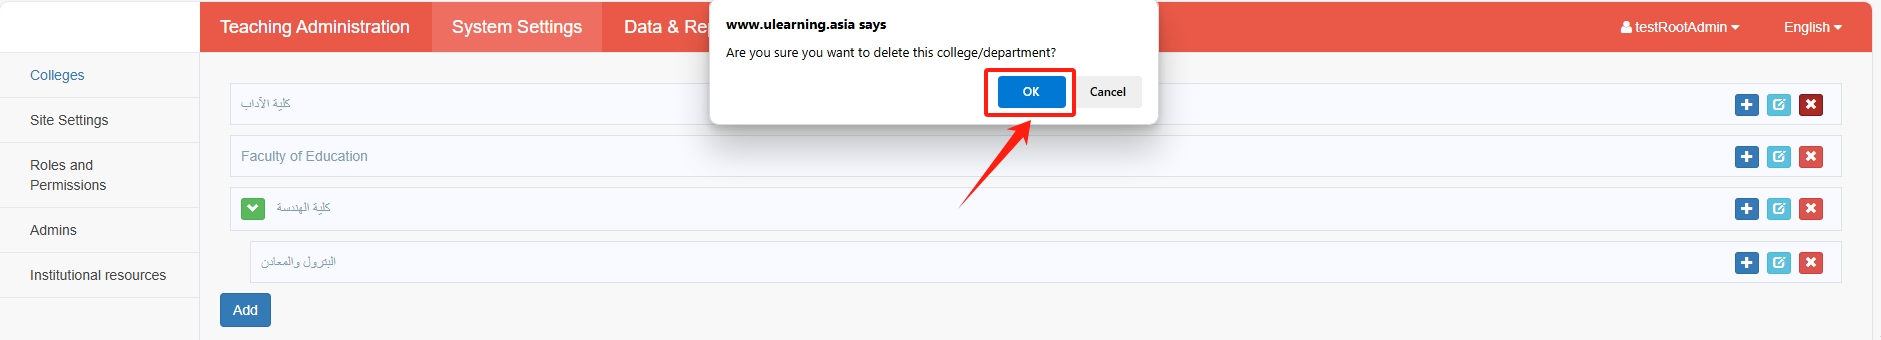 Teaching Administration
System Settings
Data & Rep
www.ulearning.asia says
Are you sure you want to delete this college/department?
OK
Cancel
testRootAdmin
English
Colleges
Site Settings
Roles and
Permissions
Admins
Institutional resources
كلية الآداب
Faculty of Education
كلية الهندسة
البترول والمعادن
Add